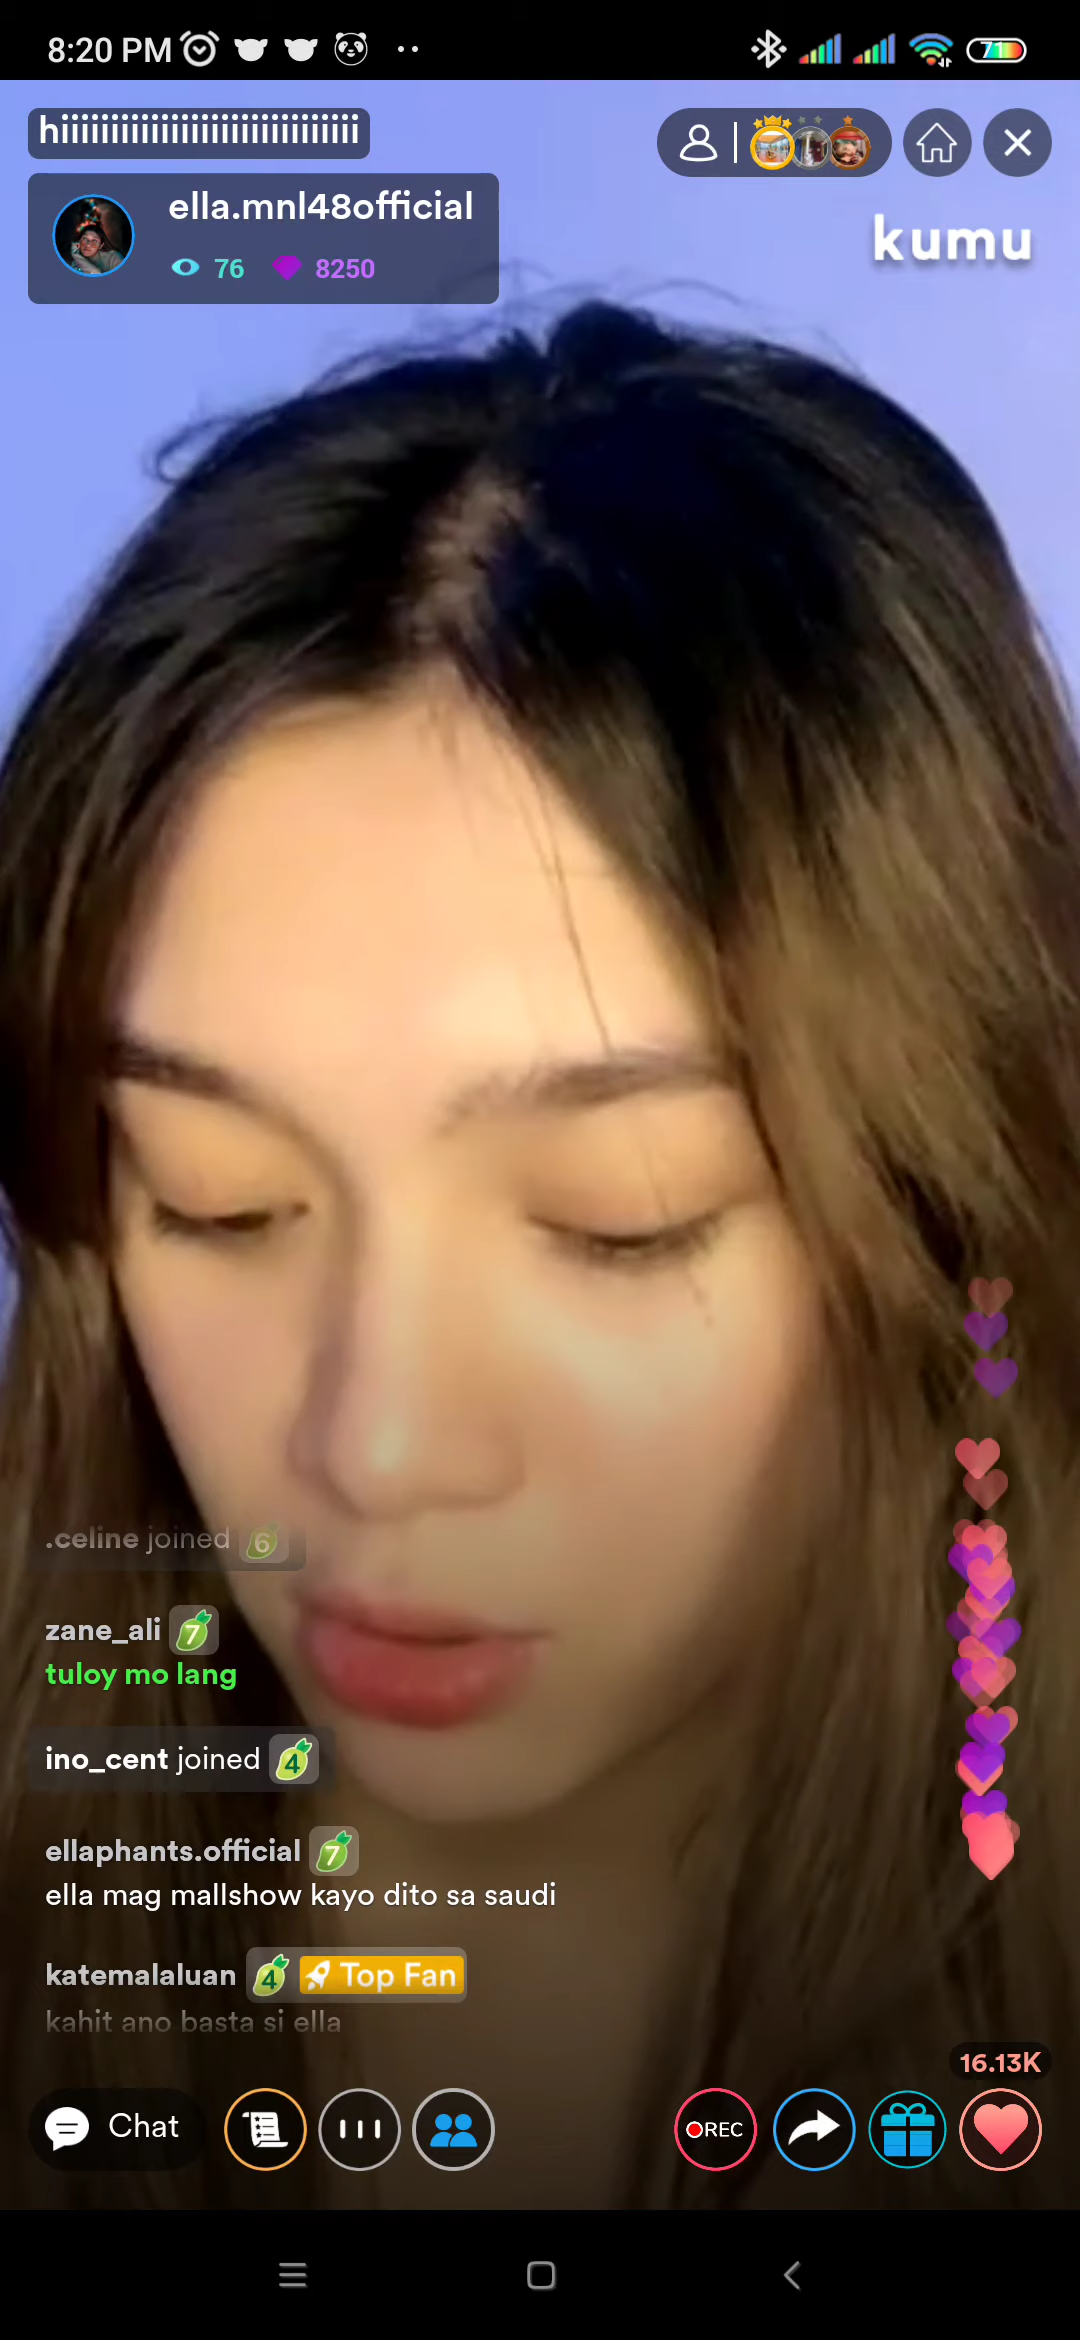 8:20 PM
71
hiiiiiiiiiiiiiiiiiiiiiiiiiiiiii
ella.mnl48official
76 8250
kumu
.celine joined 6
zane_ali 7
tuloy mo lang
ino_cent joined 4
ellaphants.official 7
ella mag mallshow kayo dito sa saudi
katemalaluan 4 Top Fan
kahit ano basta si ella
16.13K
Chat
REC